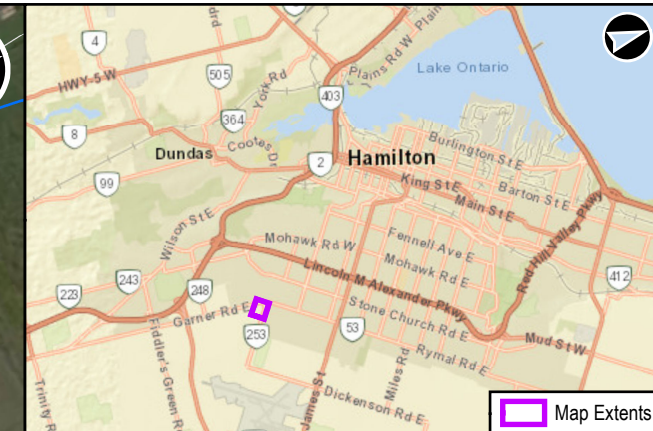 4
HWY-5 W
drd
505
York Rd
Plains Rd W
Plain
Lake Ontario
403
364
8
Dundas
Cootes Dr
2
Hamilton
Burlington St E
King St E
Barton St E
Main St E
99
Wilson St E
Mohawk Rd W
Fennell Ave E
Mohawk Rd E
Red Hill Valley Pkwy
Lincoln M Alexander Pkwy
412
223
243
248
Garner Rd E
253
Stone Church Rd E
53
Mud St W
Rymal Rd E
Fiddler's Green R
Trinity R
James St
Miles Rd
Dickenson Rd E
Map Extents